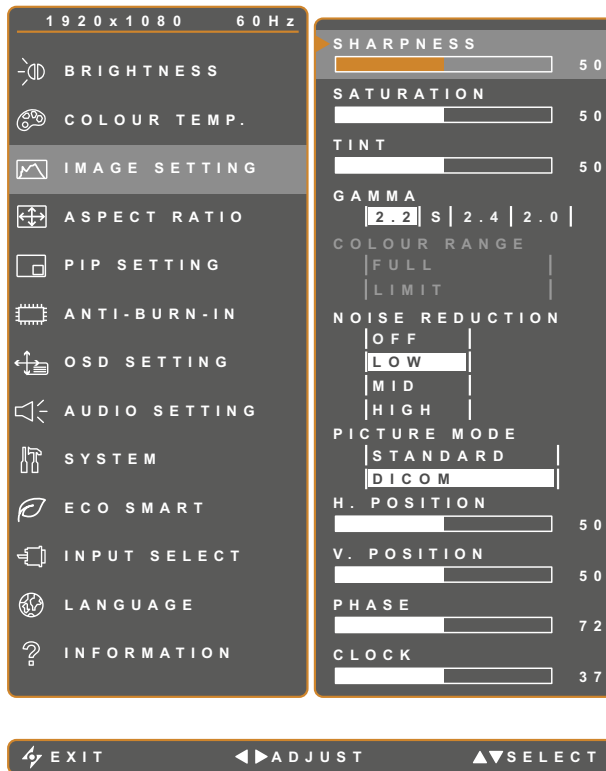 1920x1080 60Hz
BRIGHTNESS
COLOUR TEMP.
IMAGE SETTING
ASPECT RATIO
PIP SETTING
ANTI-BURN-IN
OSD SETTING
AUDIO SETTING
SYSTEM
ECO SMART
INPUT SELECT
LANGUAGE
INFORMATION
SHARPNESS
50
SATURATION
50
TINT
50
GAMMA
2.2 S 2.4 2.0
COLOUR RANGE
FULL
LIMIT
NOISE REDUCTION
OFF
LOW
MID
HIGH
PICTURE MODE
STANDARD
DICOM
H. POSITION
50
V. POSITION
50
PHASE
72
CLOCK
37
EXIT ADJUST SELECT